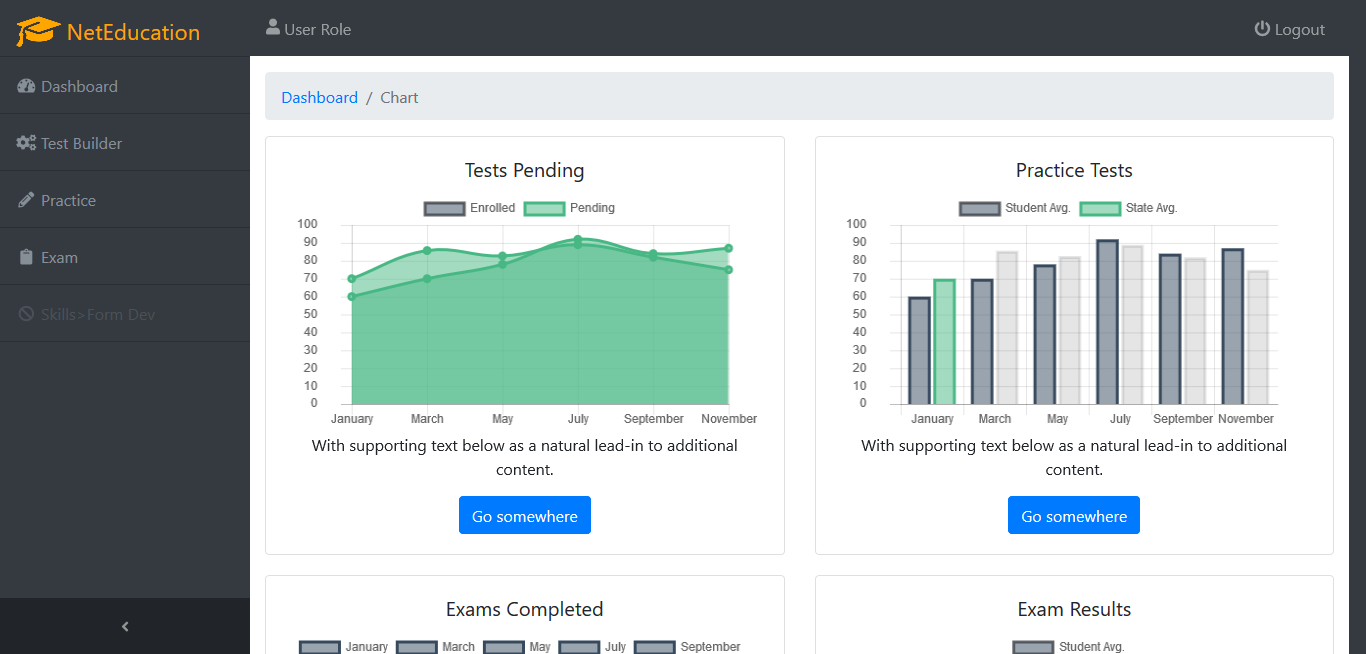 NetEducation
User Role
Logout
Dashboard
Test Builder
Practice
Exam
Skills>Form Dev
Dashboard / Chart
Tests Pending
Enrolled Pending
100
90
80
70
60
50
40
30
20
10
0
January March May July September November
With supporting text below as a natural lead-in to additional
content.
Go somewhere
Practice Tests
Student Avg. State Avg.
100
90
80
70
60
50
40
30
20
10
0
January March May July September November
With supporting text below as a natural lead-in to additional
content.
Go somewhere
Exams Completed
January March May July September
Exam Results
Student Avg.